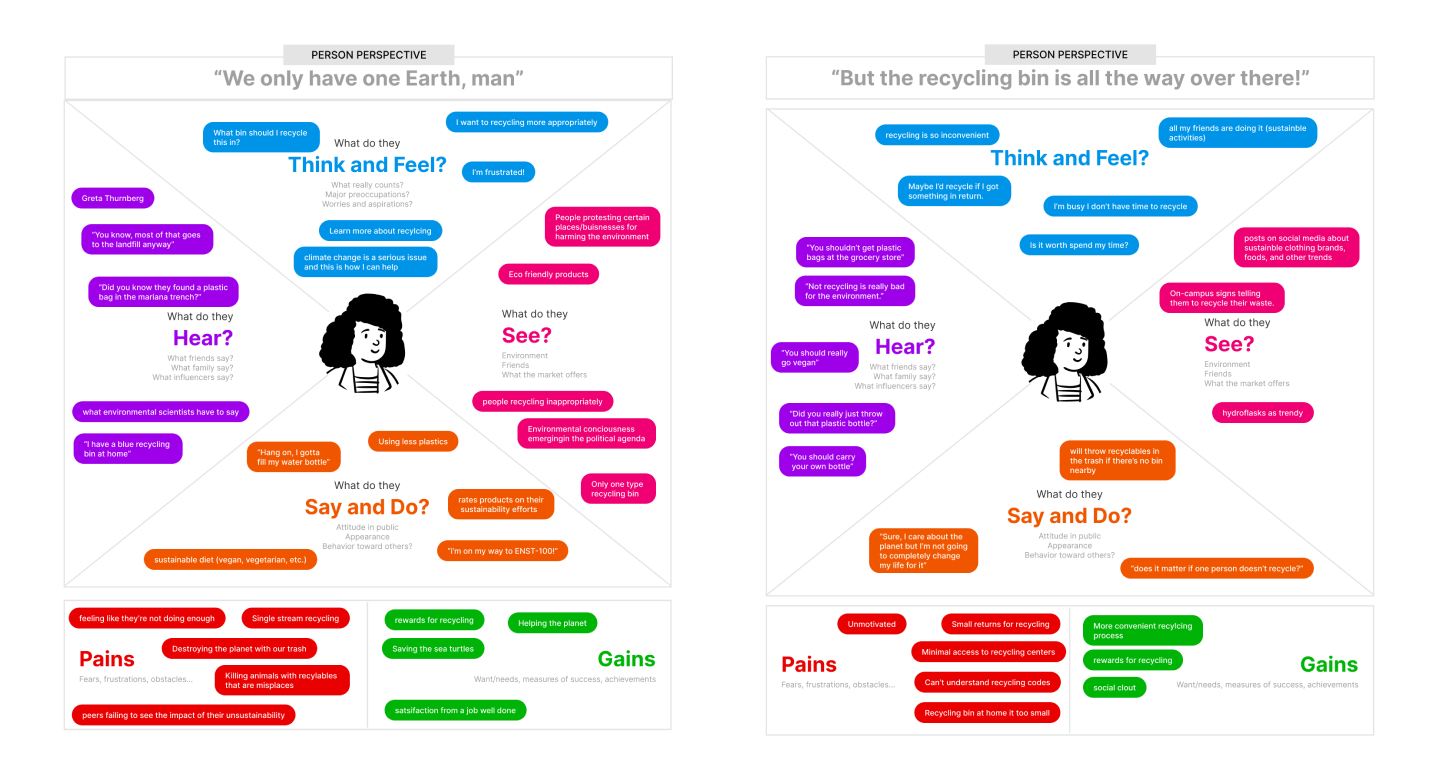 PERSON PERSPECTIVE
“We only have one Earth, man”
What bin should I recycle
this in?
I want to recycling more appropriately
What do they
Think and Feel?
I'm frustrated!
What really counts?
Major preoccupations?
Worries and aspirations?
Learn more about recylcing
climate change is a serious issue
and this is how I can help
Greta Thurnberg
“You know, most of that goes
to the landfill anyway”
“Did you know they found a plastic
bag in the mariana trench?”
What do they
Hear?
What friends say?
What family say?
What influencers say?
what environmental scientists have to say
“I have a blue recycling
bin at home”
People protesting certain
places/buisnesses for
harming the environment
Eco friendly products
What do they
See?
Environment
Friends
What the market offers
people recycling inappropriately
Environmental conciousness
emergingin the political agenda
Only one type
recycling bin
Using less plastics
“Hang on, I gotta
fill my water bottle”
What do they
Say and Do?
Attitude in public
Appearance
Behavior toward others?
rates products on their
sustainability efforts
“I'm on my way to ENST-100!”
sustainable diet (vegan, vegetarian, etc.)
feeling like they're not doing enough
Single stream recycling
Destroying the planet with our trash
Pains
Fears, frustrations, obstacles...
Killing animals with recylables
that are misplaces
peers failing to see the impact of their unsustainability
rewards for recycling
Helping the planet
Saving the sea turtles
Gains
Want/needs, measures of success, achievements
satsifaction from a job well done
PERSON PERSPECTIVE
“But the recycling bin is all the way over there!”
recycling is so inconvenient
all my friends are doing it (sustainble
activities)
Think and Feel?
Maybe I'd recycle if I got
something in return.
I'm busy I don't have time to recycle
Is it worth spend my time?
“You shouldn't get plastic
bags at the grocery store”
“Not recycling is really bad
for the environment.”
What do they
Hear?
“You should really
go vegan”
What friends say?
What family say?
What influencers say?
“Did you really just throw
out that plastic bottle?”
“You should carry
your own bottle”
posts on social media about
sustainble clothing brands,
foods, and other trends
On-campus signs telling
them to recycle their waste.
What do they
See?
Environment
Friends
What the market offers
hydroflasks as trendy
will throw recyclables in
the trash if there's no bin
nearby
What do they
Say and Do?
Attitude in public
Appearance
Behavior toward others?
“Sure, I care about the
planet but I'm not going
to completely change
my life for it”
“does it matter if one person doesn't recycle?”
Unmotivated
Small returns for recycling
Minimal access to recycling centers
Pains
Fears, frustrations, obstacles...
Can't understand recycling codes
Recycling bin at home it too small
More convenient recylcing
process
rewards for recycling
social clout
Gains
Want/needs, measures of success, achievements